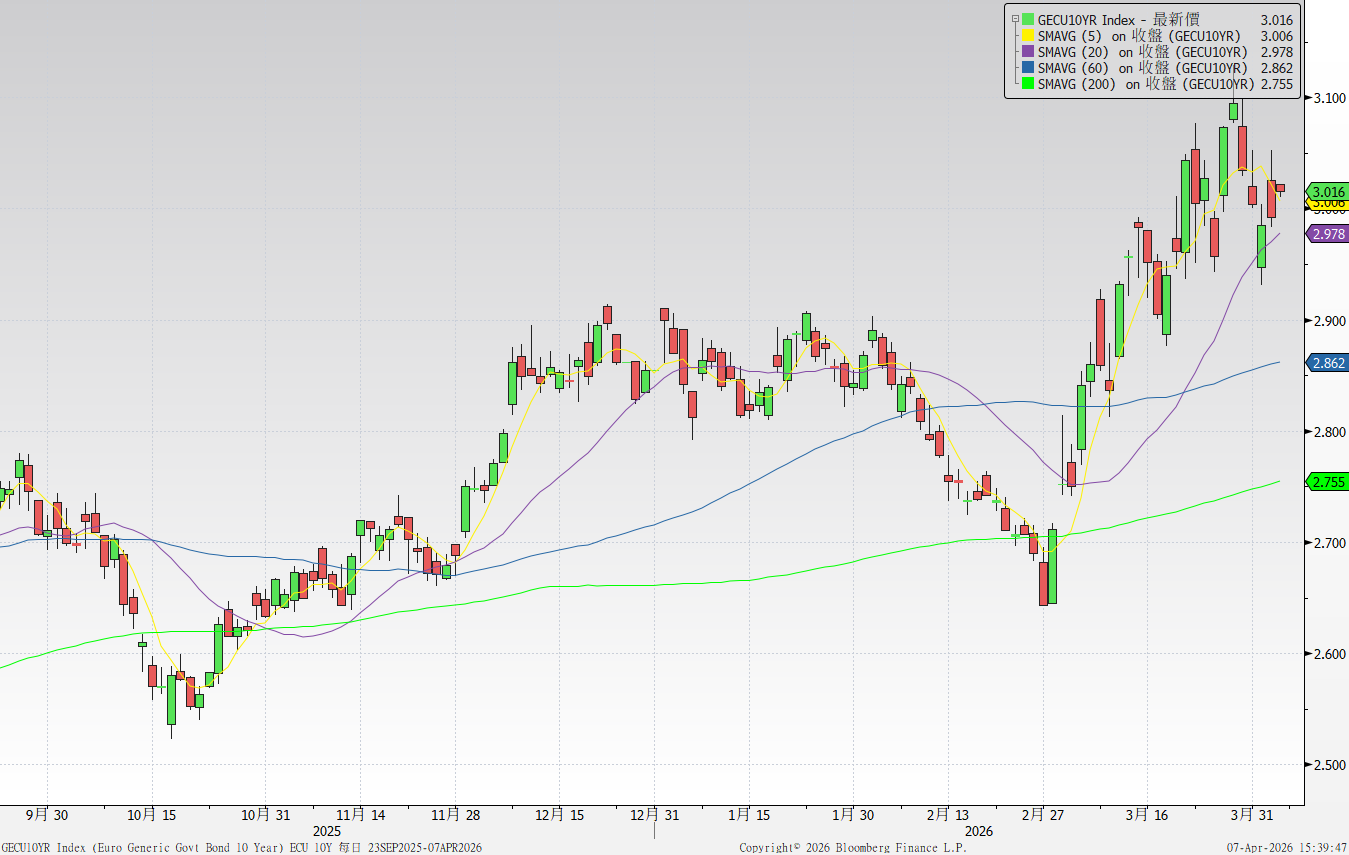 GECU10YR Index - 最新價 3.016
SMAVG (5) on 收盤 (GECU10YR) 3.006
SMAVG (20) on 收盤 (GECU10YR) 2.978
SMAVG (60) on 收盤 (GECU10YR) 2.862
SMAVG (200) on 收盤 (GECU10YR) 2.755
3.100
3.016
3.006
3.000
2.978
2.900
2.862
2.800
2.755
2.700
2.600
2.500
9月 30 10月 15 10月 31 11月 14 11月 28 12月 15 12月 31 1月 15 1月 30 2月 13 2月 27 3月 16 3月 31
2025 2026
GECU10YR Index (Euro Generic Govt Bond 10 Year) ECU 10Y 每日 23SEP2025-07APR2026 Copyright© 2026 Bloomberg Finance L.P. 07-Apr-2026 15:39:47